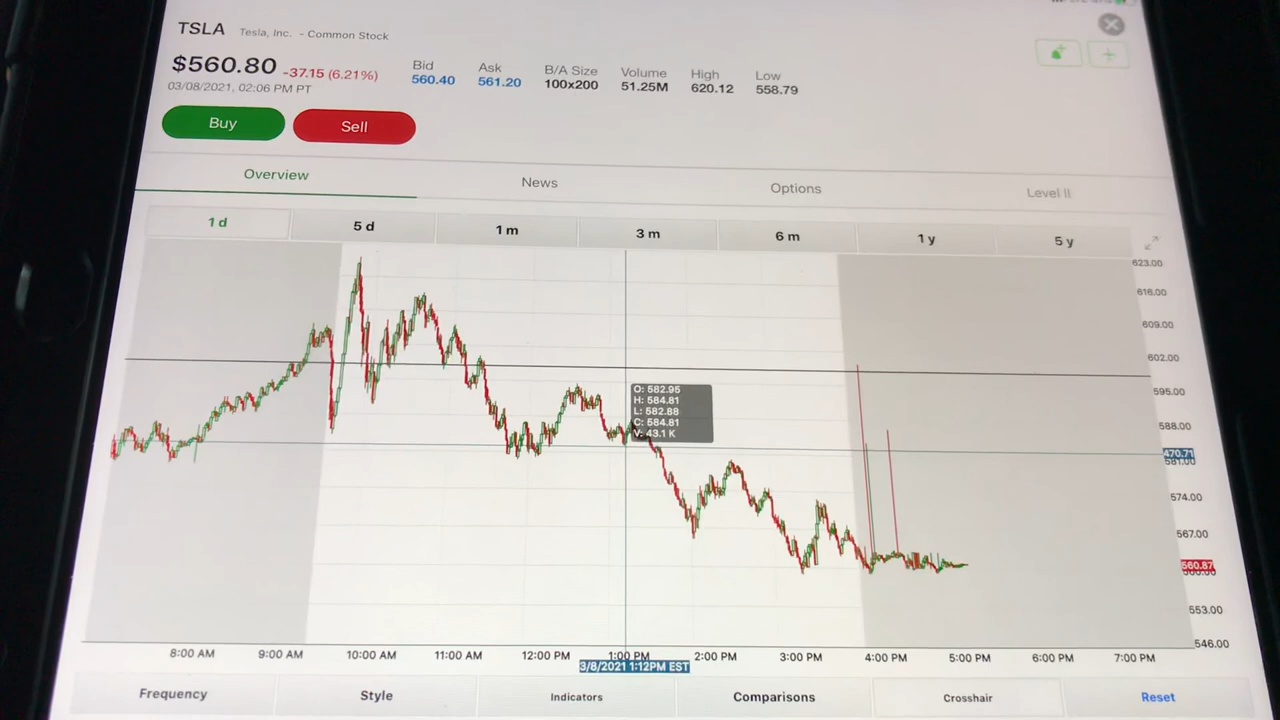 TSLA Tesla, Inc. - Common Stock
$560.80 -37.15 (6.21%)
03/08/2021, 02:06 PM PT
Bid Ask B/A Size Volume High Low
560.40 561.20 100x200 51.25M 620.12 558.79
Buy Sell
Overview News Options Level II
1 d 5 d 1 m 3 m 6 m 1 y 5 y
623.00
616.00
609.00
602.00
595.00
588.00
470.71
581.00
574.00
567.00
560.87
553.00
546.00
O: 582.95
H: 584.81
L: 582.88
C: 584.81
V: 43.1 K
8:00 AM 9:00 AM 10:00 AM 11:00 AM 12:00 PM 1:00 PM 2:00 PM 3:00 PM 4:00 PM 5:00 PM 6:00 PM 7:00 PM
3/8/2021 1:12PM EST
Frequency Style Indicators Comparisons Crosshair Reset